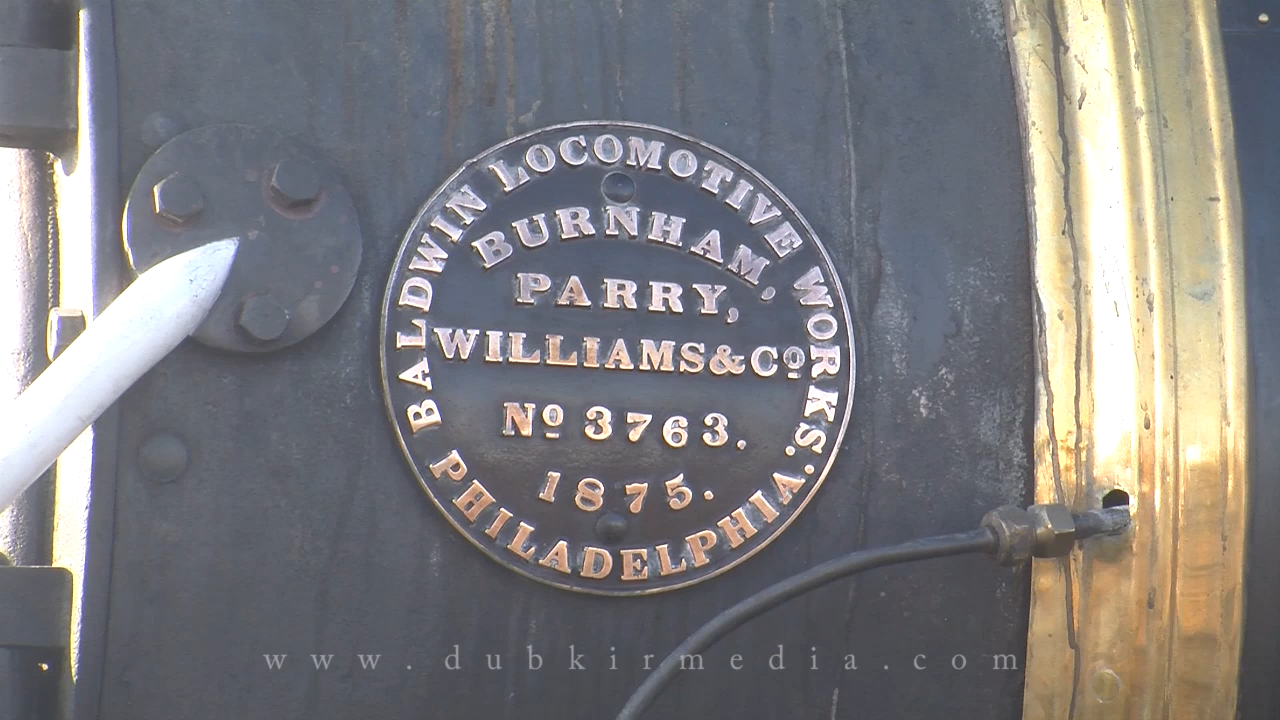 BALDWIN LOCOMOTIVE WORKS.
BURNHAM,
PARRY,
WILLIAMS & Cº
Nº 3763.
1875.
PHILADELPHIA.
www.dubkirmedia.com